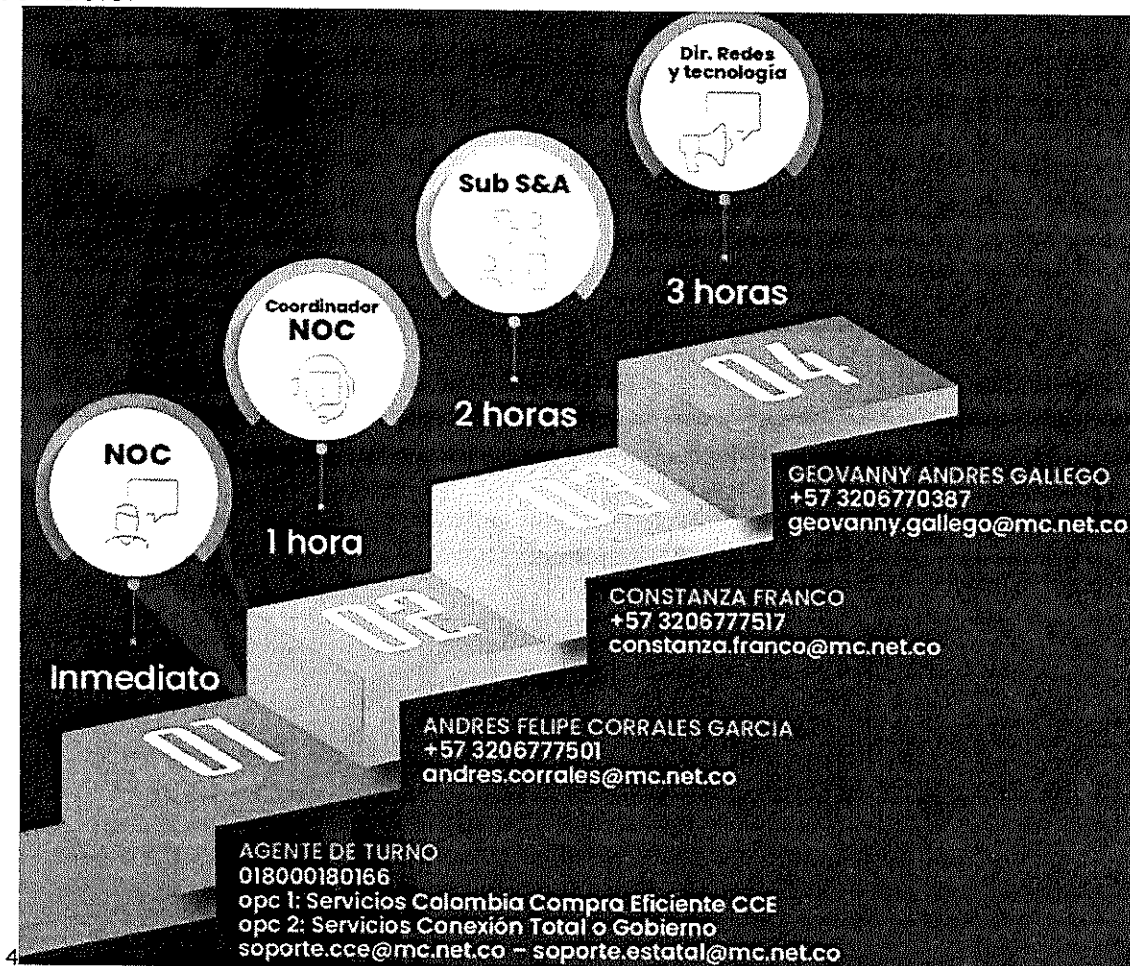 Dir. Redes
y tecnología
Sub S&A
3 horas
Coordinador
NOC
2 horas
04
NOC
GEOVANNY ANDRES GALLEGO
+57 3206770387
geovanny.gallego@mc.net.co
1 hora
03
CONSTANZA FRANCO
+57 3206777517
constanza.franco@mc.net.co
02
Inmediato
ANDRES FELIPE CORRALES GARCIA
+57 3206777501
andres.corrales@mc.net.co
01
AGENTE DE TURNO
018000180166
opc 1: Servicios Colombia Compra Eficiente CCE
opc 2: Servicios Conexión Total o Gobierno
soporte.cce@mc.net.co – soporte.estatal@mc.net.co
4